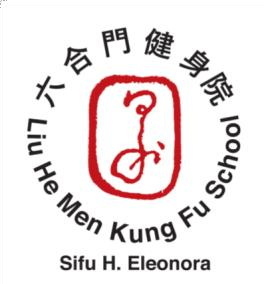 六合門健身院
Liu He Men Kung Fu School
Sifu H. Eleonora